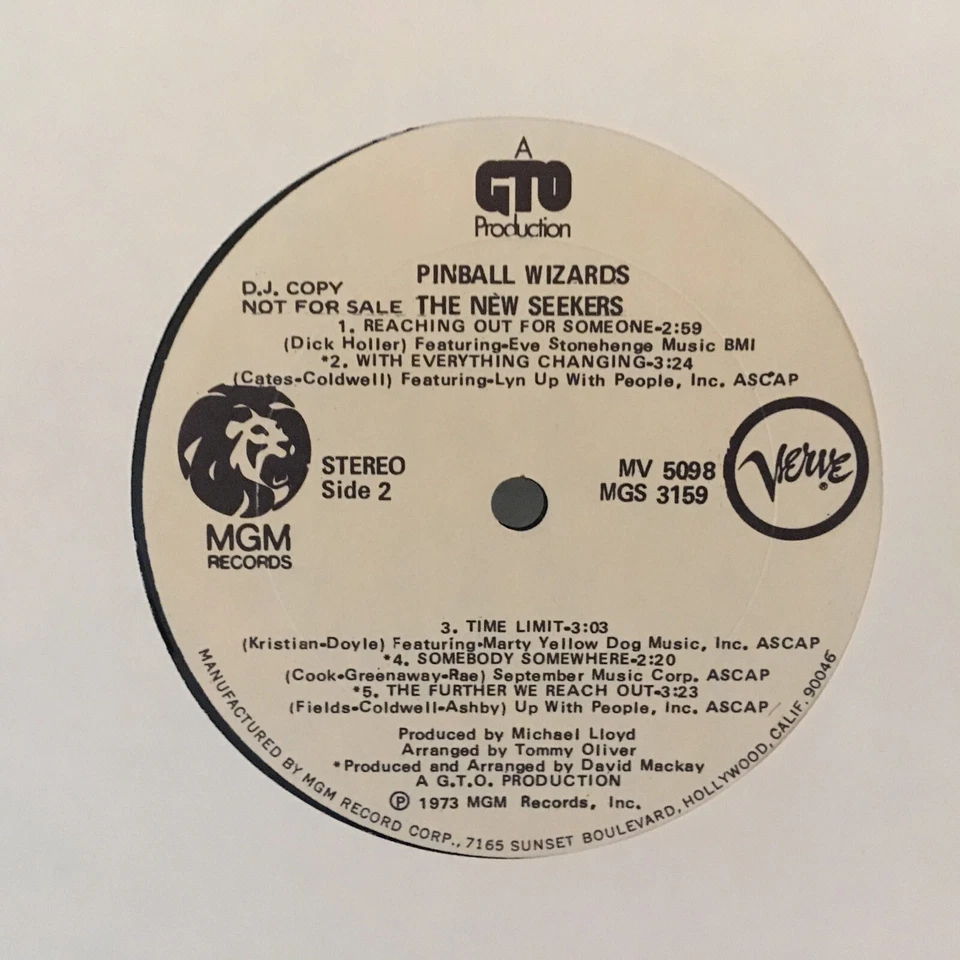 A
GTO
Production
PINBALL WIZARDS
D.J. COPY
NOT FOR SALE THE NEW SEEKERS
1. REACHING OUT FOR SOMEONE-2:59
(Dick Holler) Featuring-Eve Stonehenge Music BMI
*2. WITH EVERYTHING CHANGING-3:24
(Cates-Coldwell) Featuring-Lyn Up With People, Inc. ASCAP
STEREO
Side 2
MGM
RECORDS
MV 5098
MGS 3159
VERVE
®
3. TIME LIMIT-3:03
(Kristian-Doyle) Featuring-Marty Yellow Dog Music, Inc. ASCAP
*4. SOMEBODY SOMEWHERE-2:20
(Cook-Greenaway-Rae) September Music Corp. ASCAP
*5. THE FURTHER WE REACH OUT-3:23
(Fields-Coldwell-Ashby) Up With People, Inc. ASCAP
Produced by Michael Lloyd
Arranged by Tommy Oliver
*Produced and Arranged by David Mackay
A G.T.O. PRODUCTION
℗ 1973 MGM Records, Inc.
MANUFACTURED BY MGM RECORD CORP., 7165 SUNSET BOULEVARD, HOLLYWOOD, CALIF. 90046